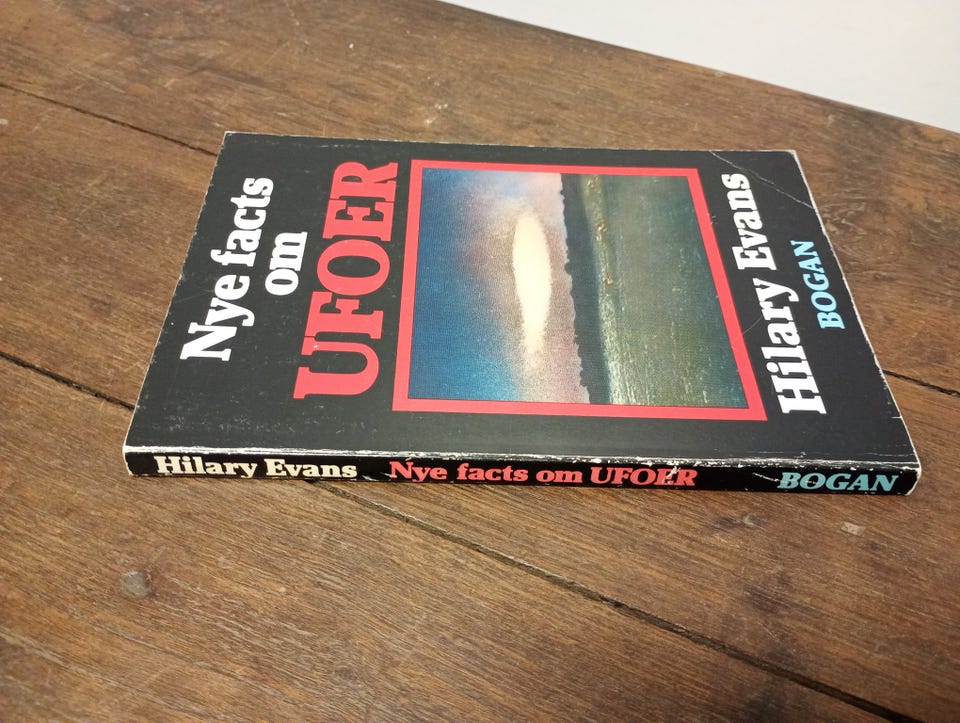 Nye facts
om
UFOER
Hilary Evans
BOGAN
Hilary Evans Nye facts om UFOER BOGAN